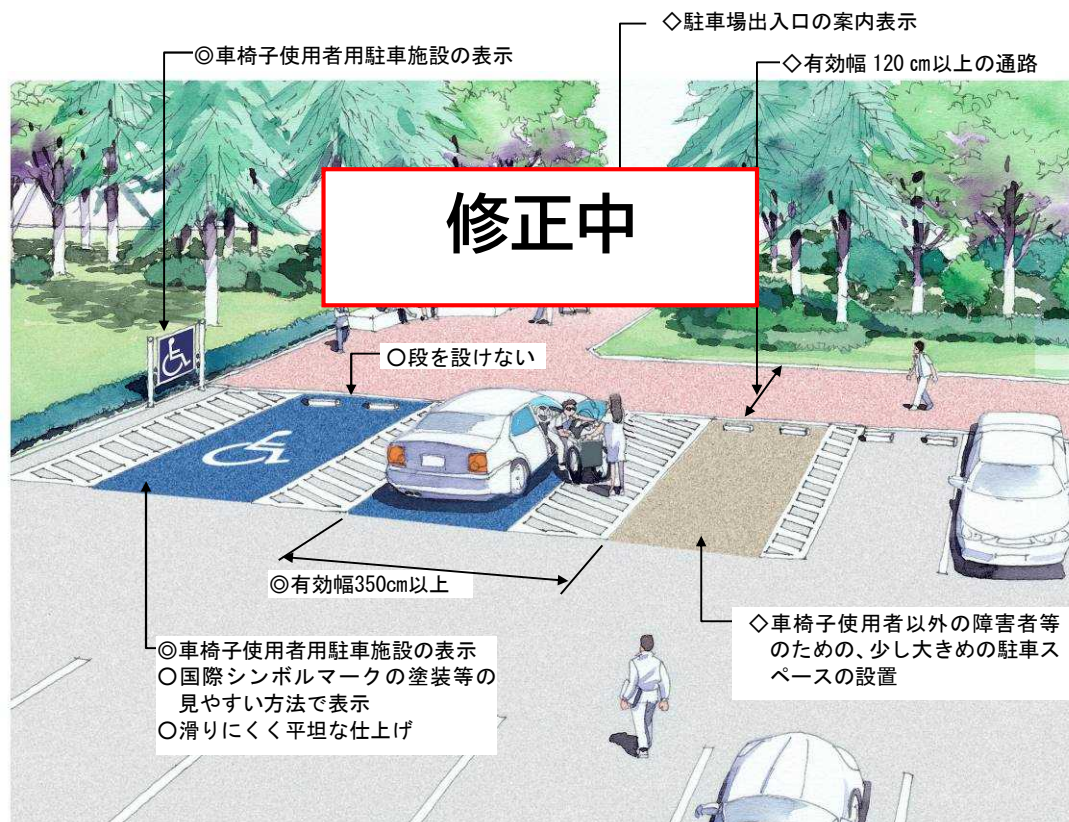 ◇駐車場出入口の案内表示
◎車椅子使用者用駐車施設の表示
◇有効幅 120 cm以上の通路
修正中
○段を設けない
◎有効幅350cm以上
◎車椅子使用者用駐車施設の表示
○国際シンボルマークの塗装等の
見やすい方法で表示
○滑りにくく平坦な仕上げ
◇車椅子使用者以外の障害者等
のための、少し大きめの駐車ス
ペースの設置